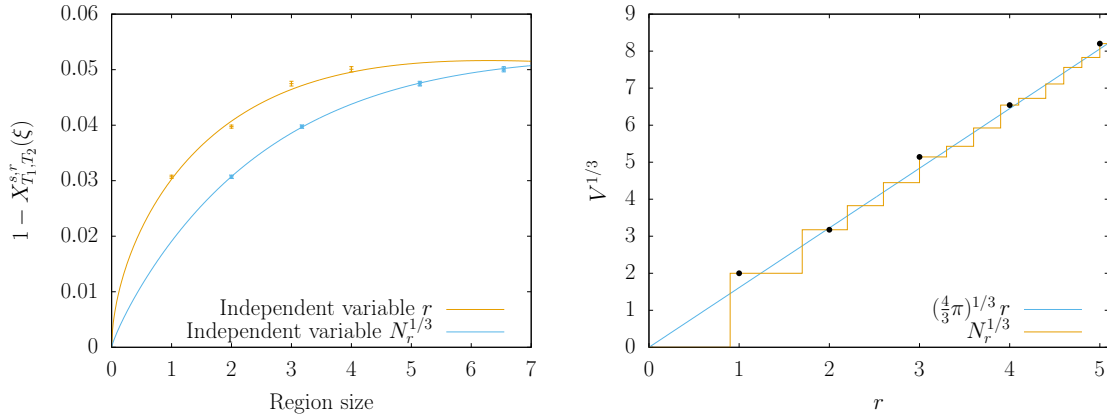 0.06
0.05
0.04
0.03
0.02
0.01
0
0 1 2 3 4 5 6 7
1 − X^{s,r}_{T_1,T_2}(ξ)
Region size
Independent variable r
Independent variable N_r^{1/3}
9
8
7
6
5
4
3
2
1
0
0 1 2 3 4 5
V^{1/3}
r
(\frac{4}{3}π)^{1/3} r
N_r^{1/3}